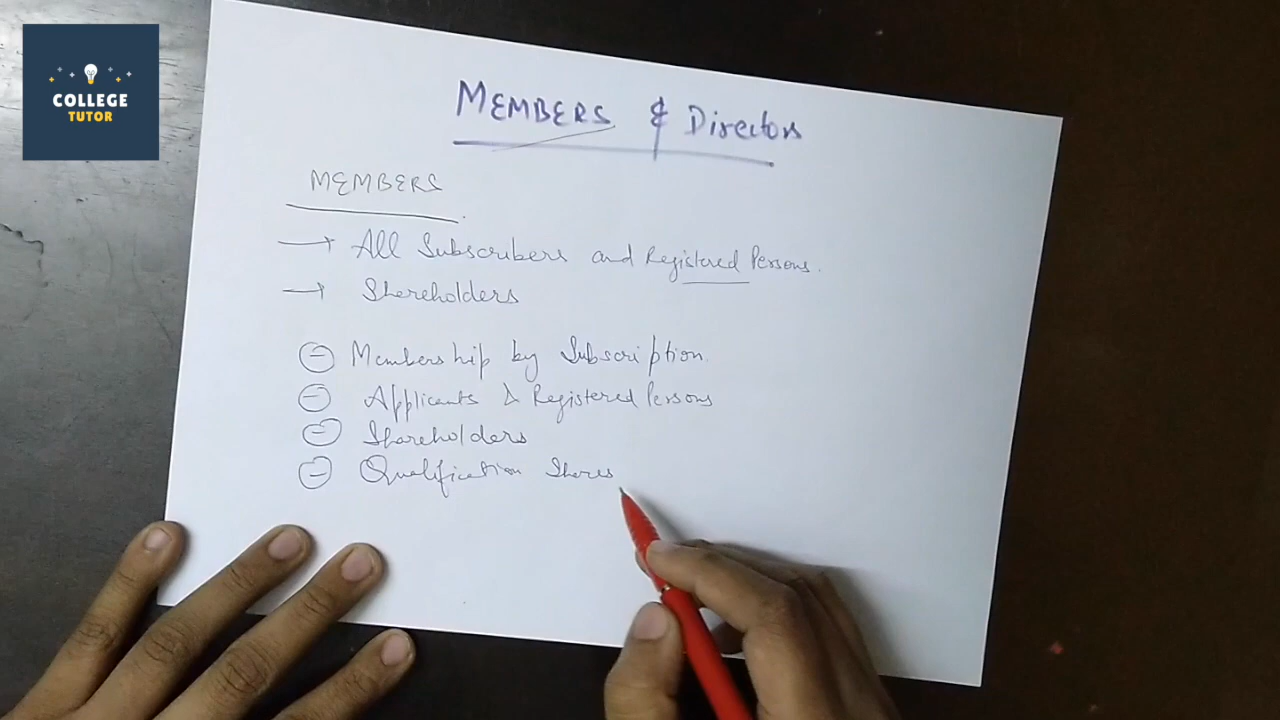 COLLEGE
TUTOR
MEMBERS & Directors
MEMBERS
→ All Subscribers and Registered Persons.
→ Shareholders
⊖ Membership by Subscription.
⊖ Applicants & Registered Persons
⊖ Shareholders
⊖ Qualification Shares